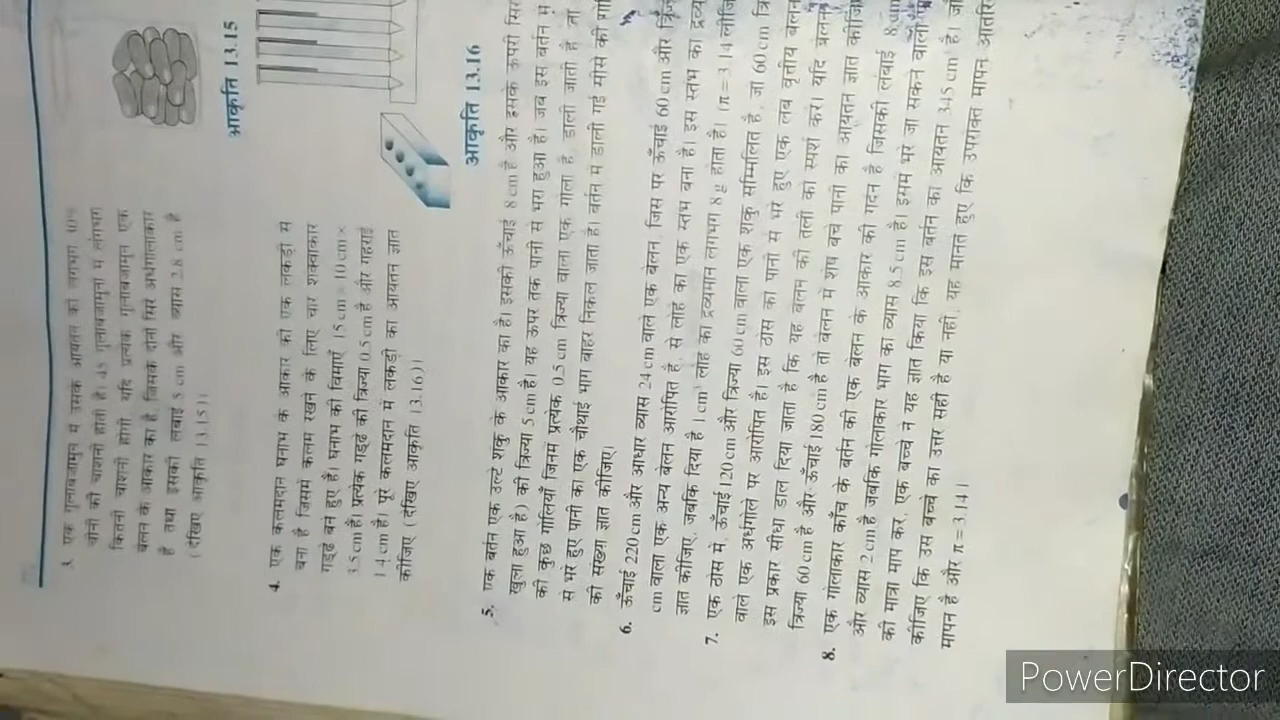 3. एक गुलाबजामुन में उसके आयतन की लगभग
चीनी की चाशनी होती है। 45 गुलाबजामुनों में लगभग
कितनी चाशनी होगी, यदि प्रत्येक गुलाबजामुन एक
बेलन के आकार का है, जिसके दोनों सिरे अर्धगोलाकार
हैं तथा इसकी लंबाई 5 cm और व्यास 2.8 cm है
(देखिए आकृति 13.15)।
आकृति 13.15
4. एक कलमदान घनाभ के आकार की एक लकड़ी से
बना है जिसमें कलम रखने के लिए चार शंक्वाकार
गड्ढे बने हुए हैं। घनाभ की विमाएँ 15 cm × 10 cm ×
3.5 cm हैं। प्रत्येक गड्ढे की त्रिज्या 0.5 cm है और गहराई
1.4 cm है। पूरे कलमदान में लकड़ी का आयतन ज्ञात
कीजिए (देखिए आकृति 13.16)।
आकृति 13.16
5. एक बर्तन एक उल्टे शंकु के आकार का है। इसकी ऊँचाई 8 cm है और इसके ऊपरी सिरे
खुला हुआ है) की त्रिज्या 5 cm है। यह ऊपर तक पानी से भरा हुआ है। जब इस बर्तन में
की कुछ गोलियाँ जिनमें प्रत्येक 0.5 cm त्रिज्या वाला एक गोला है, डाली जाती हैं, तो
से भरे हुए पानी का एक चौथाई भाग बाहर निकल जाता है। बर्तन में डाली गई सीसे की
की संख्या ज्ञात कीजिए।
6. ऊँचाई 220 cm और आधार व्यास 24 cm वाले एक बेलन, जिस पर ऊँचाई 60 cm और
cm वाला एक अन्य बेलन आरोपित है, से लोहे का एक स्तंभ बना है। इस स्तंभ का
ज्ञात कीजिए, जबकि दिया है 1 cm³ लोहे का द्रव्यमान लगभग 8 g होता है। (π = 3.14 लीजिए
7. एक ठोस में, ऊँचाई 120 cm और त्रिज्या 60 cm वाला एक शंकु सम्मिलित है, जो 60 cm
वाले एक अर्धगोले पर आरोपित है। इस ठोस को पानी से भरे हुए एक लंब वृत्तीय बेलन
इस प्रकार सीधा डाल दिया जाता है कि यह बेलन की तली को स्पर्श करे। यदि बेलन
त्रिज्या 60 cm है और ऊँचाई 180 cm है तो बेलन में शेष बचे पानी का आयतन ज्ञात कीजिए
8. एक गोलाकार काँच के बर्तन की एक बेलन के आकार की गर्दन है जिसकी लंबाई 8 cm
और व्यास 2 cm है जबकि गोलाकार भाग का व्यास 8.5 cm है। इसमें भरे जा सकने वाली
की मात्रा माप कर, एक बच्चे ने यह ज्ञात किया कि इस बर्तन का आयतन 345 cm³ है।
कीजिए कि उस बच्चे का उत्तर सही है या नहीं, यह मानते हुए कि उपरोक्त मापन
मापन है और π = 3.14।
PowerDirector